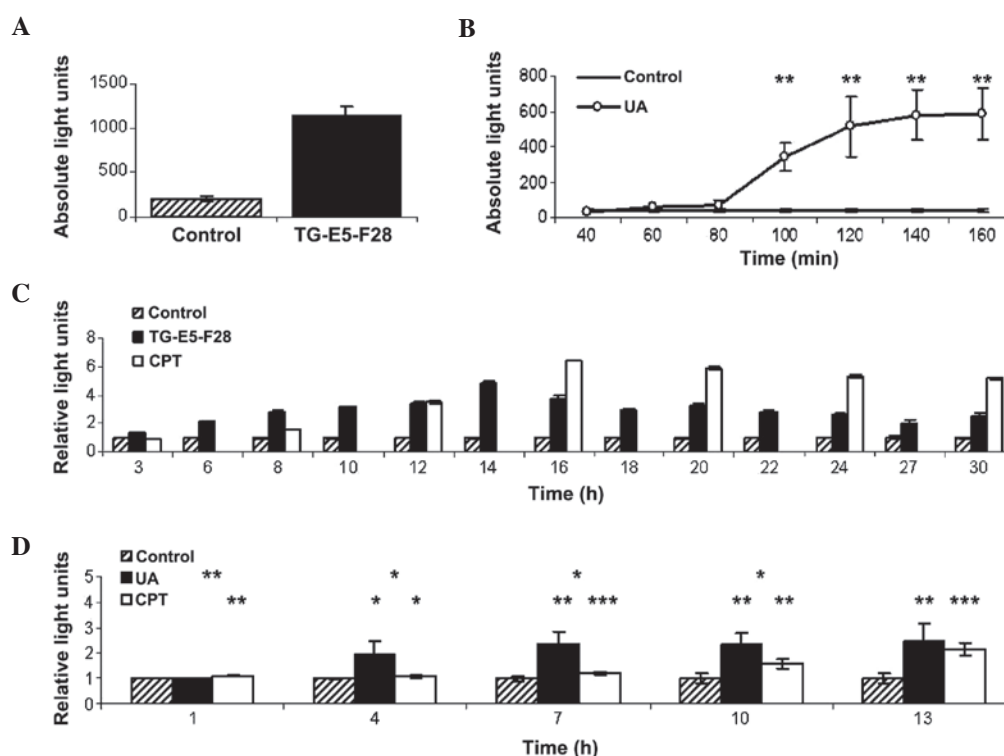 A
Absolute light units
1500
1000
500
0
Control
TG-E5-F28
B
Absolute light units
800
600
400
200
0
Control
UA
** ** ** **
40 60 80 100 120 140 160
Time (min)
C
Relative light units
Control
TG-E5-F28
CPT
8
6
4
2
0
3 6 8 10 12 14 16 18 20 22 24 27 30
Time (h)
D
Relative light units
Control
UA
CPT
5
4
3
2
1
0
** * * *
** * * ** *** ** ** ** ***
1 4 7 10 13
Time (h)